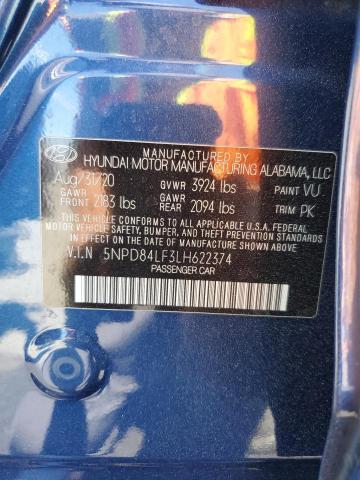 HYUNDAI MOTOR MANUFACTURING ALABAMA, LLC
Aug/31/20 GVWR 3924 lbs PAINT VU
GAWR FRONT 2183 lbs GAWR REAR 2094 lbs TRIM PK
THIS VEHICLE CONFORMS TO ALL APPLICABLE U.S. FEDERAL
MOTOR VEHICLE SAFETY, BUMPER, AND THEFT PREVENTION
STANDARDS IN EFFECT ON THE DATE OF MANUFACTURE SHOWN ABOVE.
V.I.N 5NPD84LF3LH622374
PASSENGER CAR